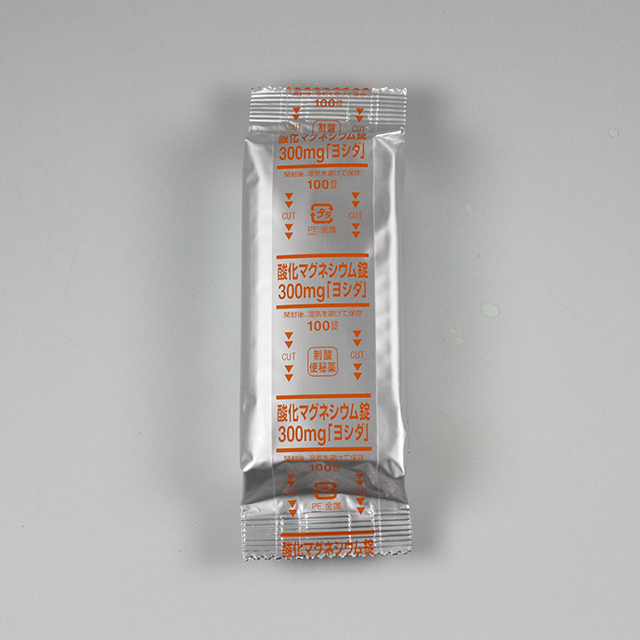 100錠
CUT 制酸 CUT
酸化マグネシウム錠
300mg「ヨシダ」
開封後、湿気を避けて保存
100錠
CUT プラ CUT
PE/金属
酸化マグネシウム錠
300mg「ヨシダ」
開封後、湿気を避けて保存
100錠
CUT 制酸 CUT
便秘薬
酸化マグネシウム錠
300mg「ヨシダ」
開封後、湿気を避けて保存
100錠
プラ
PE 金属
酸化マグネシウム錠